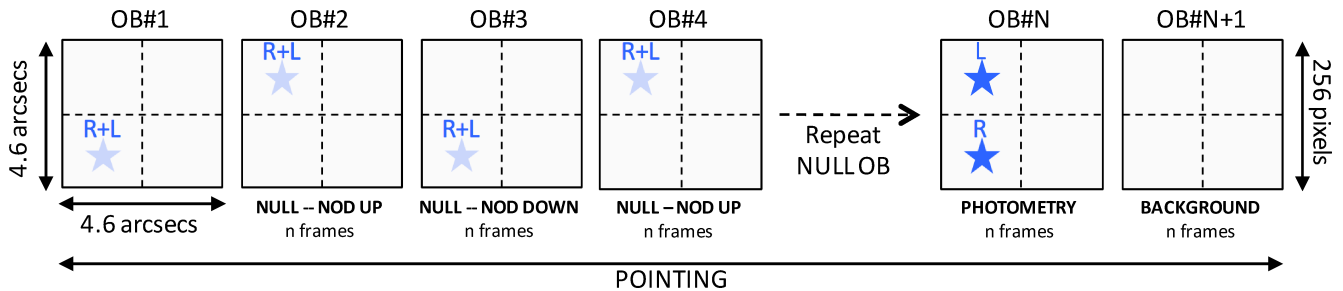 OB#1 OB#2 OB#3 OB#4 OB#N OB#N+1
R+L R+L L
R+L R+L R
4.6 arcsecs
256 pixels
Repeat
NULL OB
4.6 arcsecs
NULL -- NOD UP NULL -- NOD DOWN NULL – NOD UP PHOTOMETRY BACKGROUND
n frames n frames n frames n frames n frames
POINTING